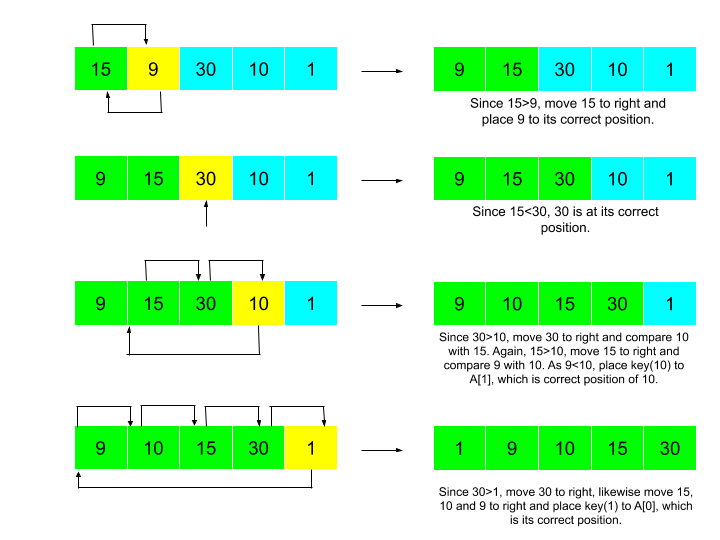 15 9 30 10 1
9 15 30 10 1
Since 15>9, move 15 to right and
place 9 to its correct position.
9 15 30 10 1
9 15 30 10 1
Since 15<30, 30 is at its correct
position.
9 15 30 10 1
9 10 15 30 1
Since 30>10, move 30 to right and compare 10
with 15. Again, 15>10, move 15 to right and
compare 9 with 10. As 9<10, place key(10) to
A[1], which is correct position of 10.
9 10 15 30 1
1 9 10 15 30
Since 30>1, move 30 to right, likewise move 15,
10 and 9 to right and place key(1) to A[0], which
is its correct position.